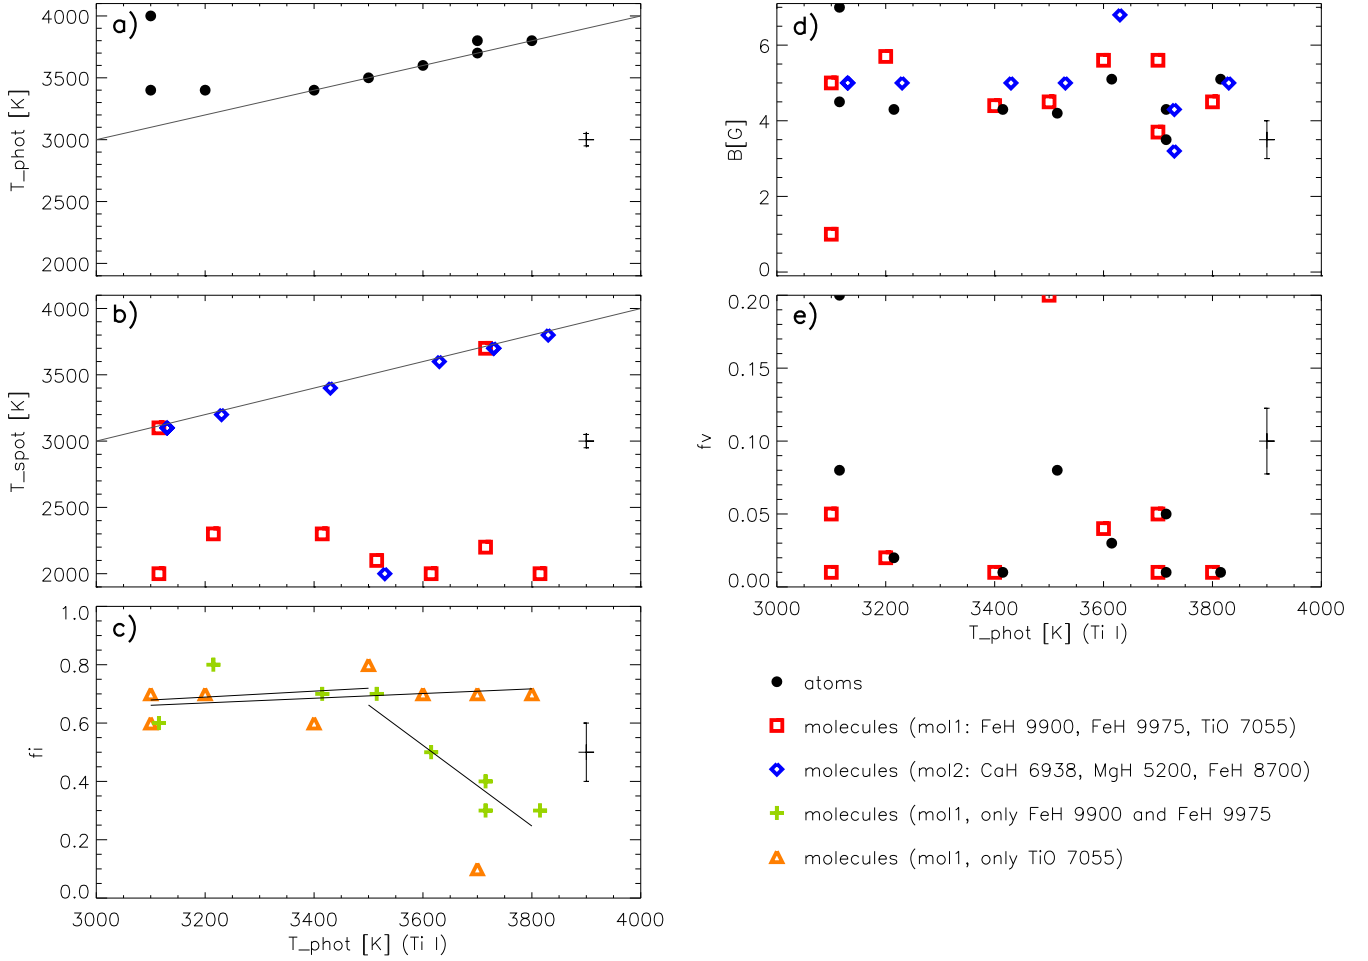 a)
T_phot [K]
4000
3500
3000
2500
2000
b)
T_spot [K]
4000
3500
3000
2500
2000
c)
fi
1.0
0.8
0.6
0.4
0.2
0.0
3000 3200 3400 3600 3800 4000
T_phot [K] (Ti I)
d)
B[G]
6
4
2
0
e)
fv
0.20
0.15
0.10
0.05
0.00
3000 3200 3400 3600 3800 4000
T_phot [K] (Ti I)
atoms
molecules (mol1: FeH 9900, FeH 9975, TiO 7055)
molecules (mol2: CaH 6938, MgH 5200, FeH 8700)
molecules (mol1, only FeH 9900 and FeH 9975
molecules (mol1, only TiO 7055)